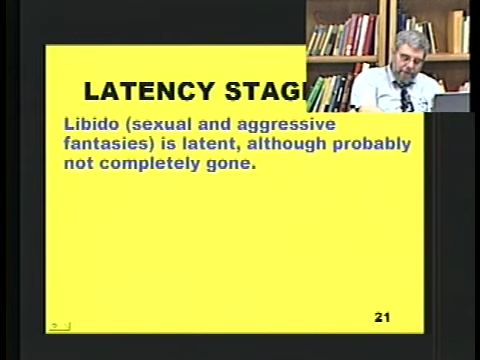 LATENCY STAG
Libido (sexual and aggressive
fantasies) is latent, although probably
not completely gone.
21